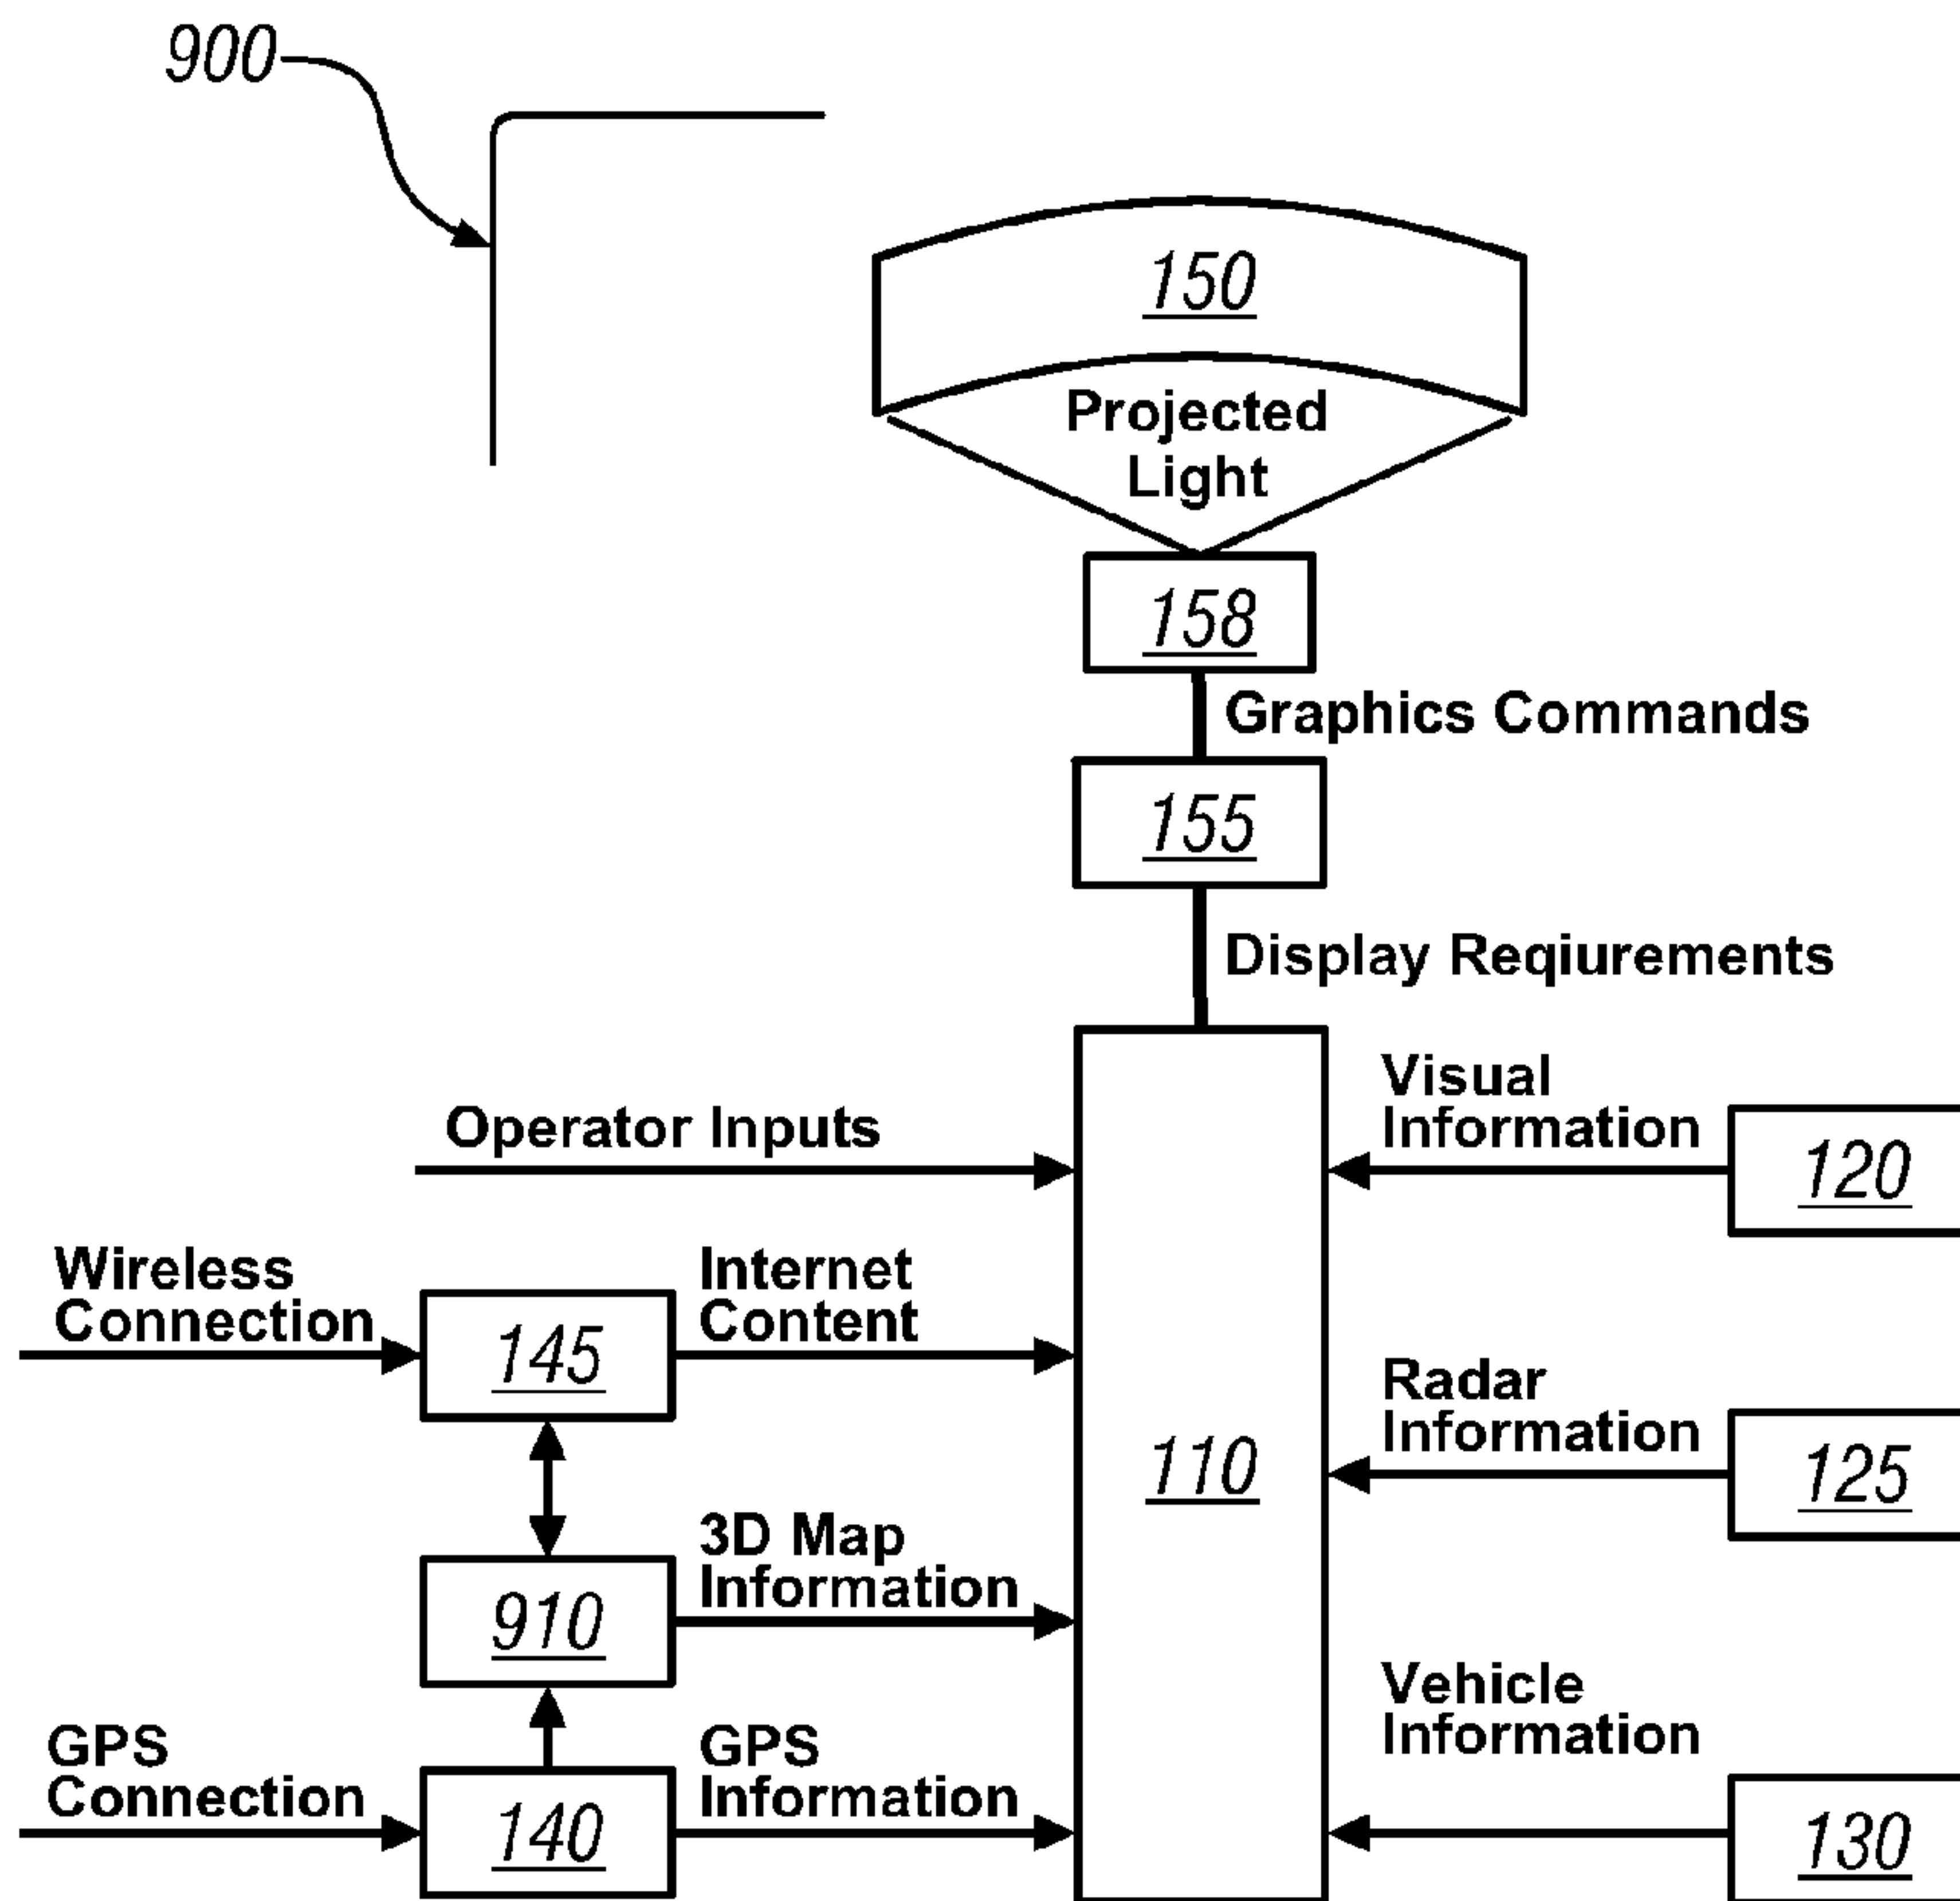 900
150
Projected
Light
158
Graphics Commands
155
Display Reqiurements
Operator Inputs
Visual
Information
120
Wireless
Connection
145
Internet
Content
110
Radar
Information
125
910
3D Map
Information
Vehicle
Information
130
GPS
Connection
140
GPS
Information